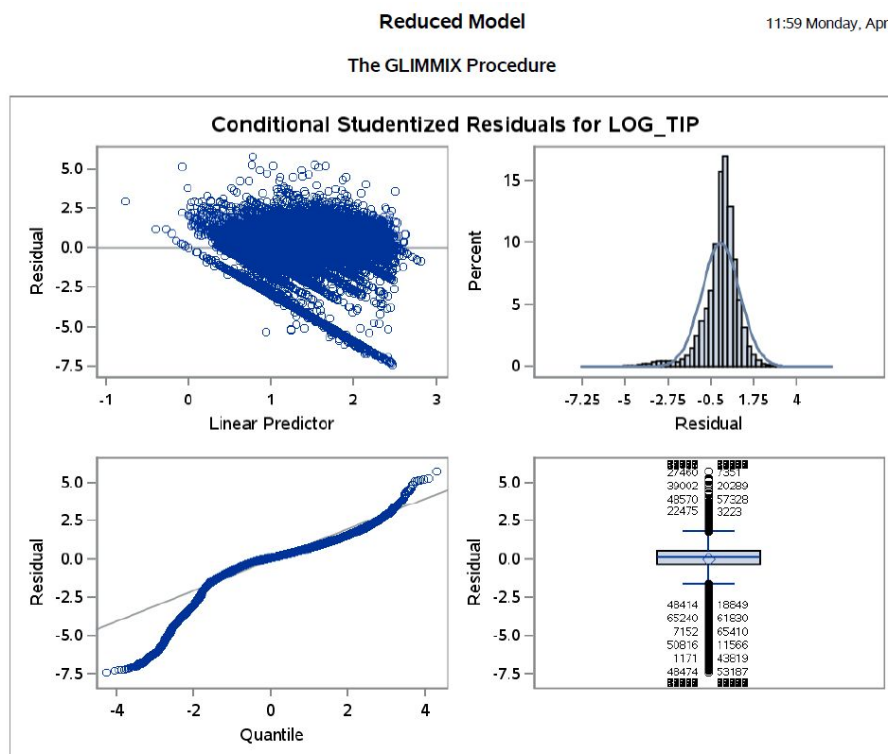 Reduced Model
11:59 Monday, Apr
The GLIMMIX Procedure
Conditional Studentized Residuals for LOG_TIP
Residual
5.0
2.5
0.0
-2.5
-5.0
-7.5
-1 0 1 2 3
Linear Predictor
Percent
15
10
5
0
-7.25 -5 -2.75 -0.5 1.75 4
Residual
Residual
5.0
2.5
0.0
-2.5
-5.0
-7.5
-4 -2 0 2 4
Quantile
Residual
5.0
2.5
0.0
-2.5
-5.0
-7.5
27460 7351
39002 20289
48570 57328
22475 3223
48414 18849
65240 61830
7152 65410
50816 11566
1171 43819
48474 53187